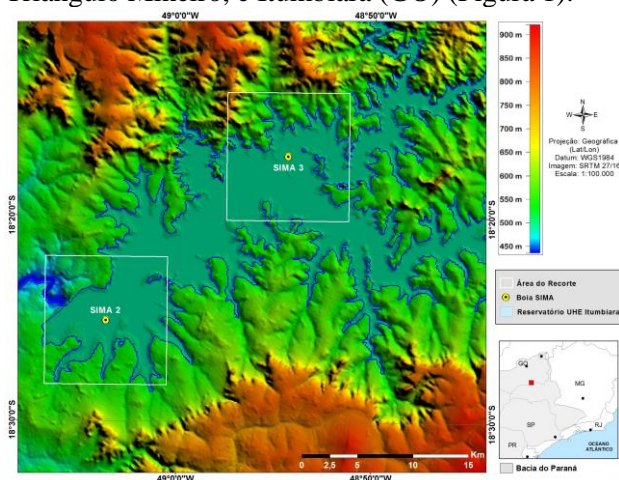 Triângulo Mineiro, e Itumbiara (GO) (Figura 1).
49°0'0"W
48°50'0"W
900 m
800 m
700 m
600 m
500 m
450 m
N
W
E
S
Projeção: Geográfica
(Lat/Lon)
Datum: WGS1984
Imagem: SRTM 27/16
Escala: 1:100.000
SIMA 3
18°20'0"S
18°20'0"S
SIMA 2
Área do Recorte
Boia SIMA
Reservatório UHE Itumbiara
GO
MG
SP
RJ
PR
OCEANO
ATLÂNTICO
Bacia do Paraná
18°30'0"S
18°30'0"S
Km
0 2,5 5 10 15
49°0'0"W
48°50'0"W